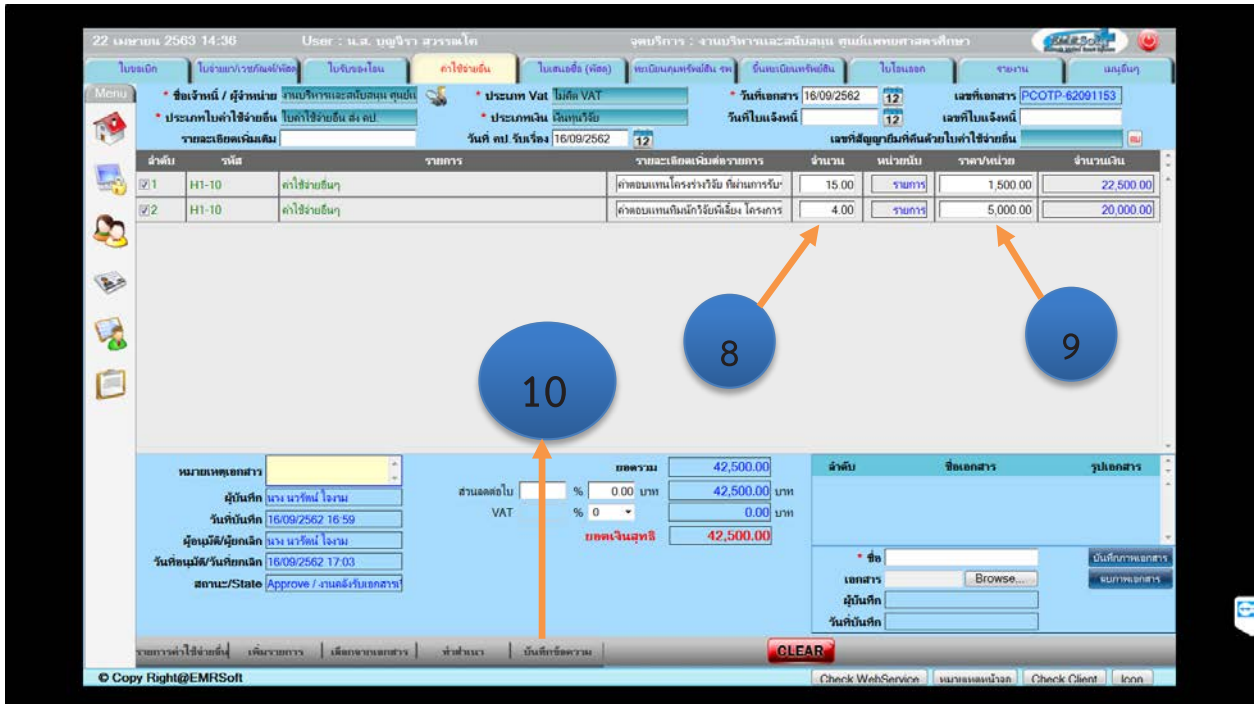 22 เมษายน 2563 14:36 User : น.ส. บุญจิรา สวรรณโค จุดบริการ : งานบริหารและสนับสนุน ศูนย์แพทยศาสตรศึกษา EMRSoft
ใบขอเบิก ใบรับของโอน ค่าใช้จ่ายอื่น ใบเสนอซื้อ (พัสดุ) ใบโอนออก รายงาน เมนูอื่นๆ
Menu * ชื่อเจ้าหนี้ / ผู้จำหน่าย งานบริหารและสนับสนุน ศูนย์แ * ประเภท Vat ไม่คิด VAT * วันที่เอกสาร 16/09/2562 12 เลขที่เอกสาร PCOTP-62091153
* ประเภทใบค่าใช้จ่ายอื่น ใบค่าใช้จ่ายอื่น ส่ง คป. * ประเภทเงิน เงินทุนวิจัย วันที่ใบแจ้งหนี้ 12 เลขที่ใบแจ้งหนี้
รายละเอียดเพิ่มเติม วันที่ คป. รับเรื่อง 16/09/2562 12 เลขที่สัญญายืมที่คืนด้วยใบค่าใช้จ่ายอื่น
ลำดับ รหัส รายการ รายละเอียดเพิ่มต่อรายการ จำนวน หน่วยนับ ราคา/หน่วย จำนวนเงิน
1 H1-10 ค่าใช้จ่ายอื่นๆ ค่าตอบแทนโครงร่างวิจัย ที่ผ่านการรับ 15.00 รายการ 1,500.00 22,500.00
2 H1-10 ค่าใช้จ่ายอื่นๆ ค่าตอบแทนทีมนักวิจัยพี่เลี้ยง โครงการ 4.00 รายการ 5,000.00 20,000.00
8
9
10
หมายเหตุเอกสาร ยอดรวม 42,500.00 ลำดับ ชื่อเอกสาร รูปเอกสาร
ผู้บันทึก นาง นวรัตน์ ใจงาม ส่วนลดต่อใบ % 0.00 บาท 42,500.00 บาท
วันที่บันทึก 16/09/2562 16:59 VAT % 0 0.00 บาท
ผู้อนุมัติ/ผู้ยกเลิก นาง นวรัตน์ ใจงาม ยอดเงินสุทธิ 42,500.00
วันที่อนุมัติ/วันที่ยกเลิก 16/09/2562 17:03 * ชื่อ บันทึกภาพเอกสาร
สถานะ/State Approve / งานคลังรับเอกสาร เอกสาร Browse... ลบภาพเอกสาร
ผู้บันทึก
วันที่บันทึก
รายการค่าใช้จ่ายอื่น เพิ่มรายการ เลือกจากเอกสาร ทำสำเนา บันทึกข้อความ CLEAR
© Copy Right@EMRSoft Check WebService หมายเหตุหน้าจอ Check Client Icon